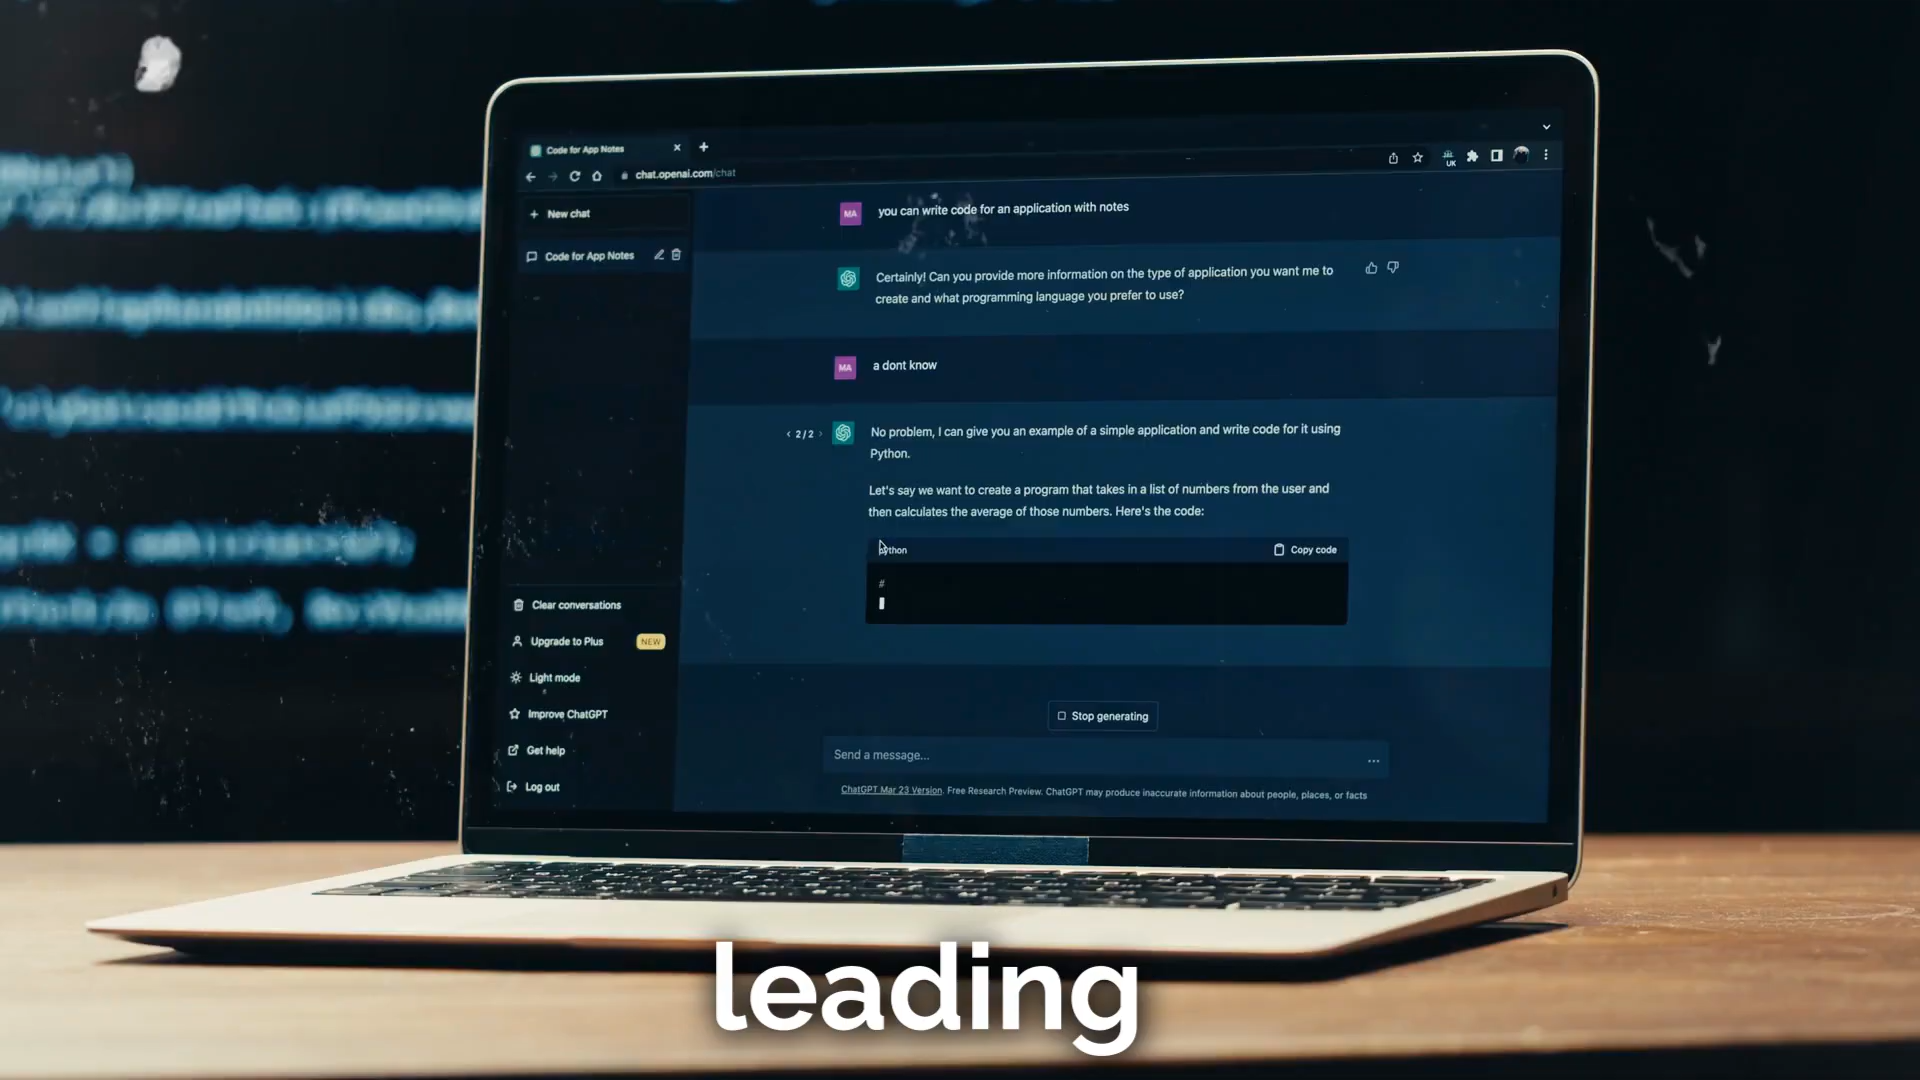 Code for App Notes
chat.openai.com/chat
UK
New chat
Code for App Notes
MA
you can write code for an application with notes
Certainly! Can you provide more information on the type of application you want me to
create and what programming language you prefer to use?
MA
a dont know
2/2
No problem, I can give you an example of a simple application and write code for it using
Python.
Let's say we want to create a program that takes in a list of numbers from the user and
then calculates the average of those numbers. Here's the code:
python
Copy code
#
Clear conversations
Upgrade to Plus
NEW
Light mode
Improve ChatGPT
Get help
Log out
Stop generating
Send a message...
...
ChatGPT Mar 23 Version. Free Research Preview. ChatGPT may produce inaccurate information about people, places, or facts
leading